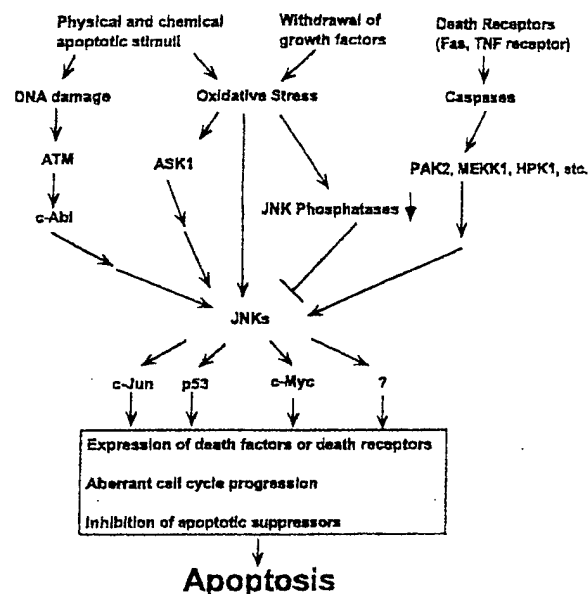 Physical and chemical
apoptotic stimuli
Withdrawal of
growth factors
Death Receptors
(Fas, TNF receptor)
DNA damage
Oxidative Stress
Caspases
ATM
ASK1
PAK2, MEKK1, HPK1, etc.
c-Abl
JNK Phosphatases
JNKs
c-Jun
p53
c-Myc
?
Expression of death factors or death receptors
Aberrant cell cycle progression
Inhibition of apoptotic suppressors
Apoptosis